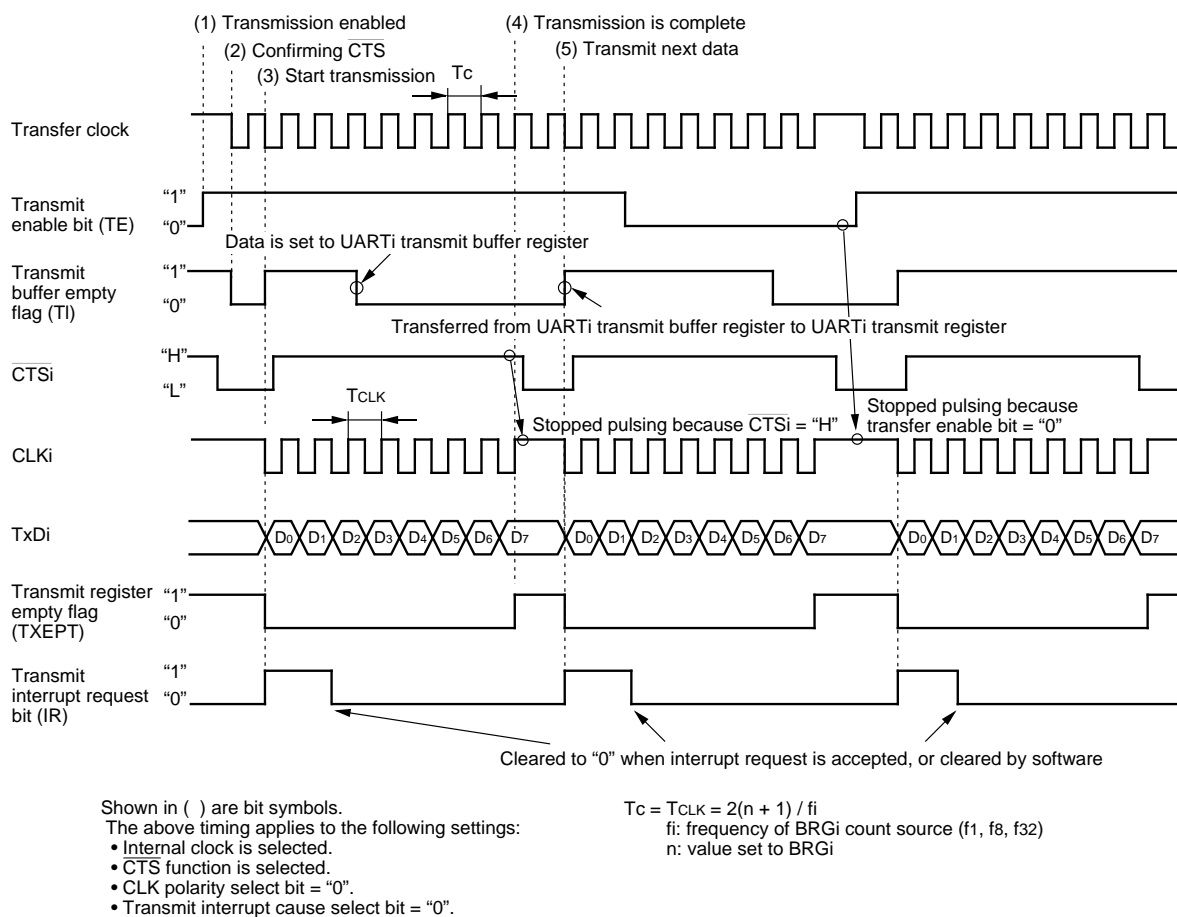 (1) Transmission enabled
(4) Transmission is complete
(2) Confirming CTS
(5) Transmit next data
(3) Start transmission
Tc
Transfer clock
Transmit
enable bit (TE)
“1”
“0”
Data is set to UARTi transmit buffer register
Transmit
buffer empty
flag (TI)
“1”
“0”
Transferred from UARTi transmit buffer register to UARTi transmit register
CTSi
“H”
“L”
TCLK
Stopped pulsing because CTSi = “H”
Stopped pulsing because
transfer enable bit = “0”
CLKi
TxDi
D0 D1 D2 D3 D4 D5 D6 D7 D0 D1 D2 D3 D4 D5 D6 D7 D0 D1 D2 D3 D4 D5 D6 D7
Transmit register
empty flag
(TXEPT)
“1”
“0”
Transmit
interrupt request
bit (IR)
“1”
“0”
Cleared to “0” when interrupt request is accepted, or cleared by software
Shown in ( ) are bit symbols.
The above timing applies to the following settings:
• Internal clock is selected.
• CTS function is selected.
• CLK polarity select bit = “0”.
• Transmit interrupt cause select bit = “0”.
Tc = TCLK = 2(n + 1) / fi
fi: frequency of BRGi count source (f1, f8, f32)
n: value set to BRGi